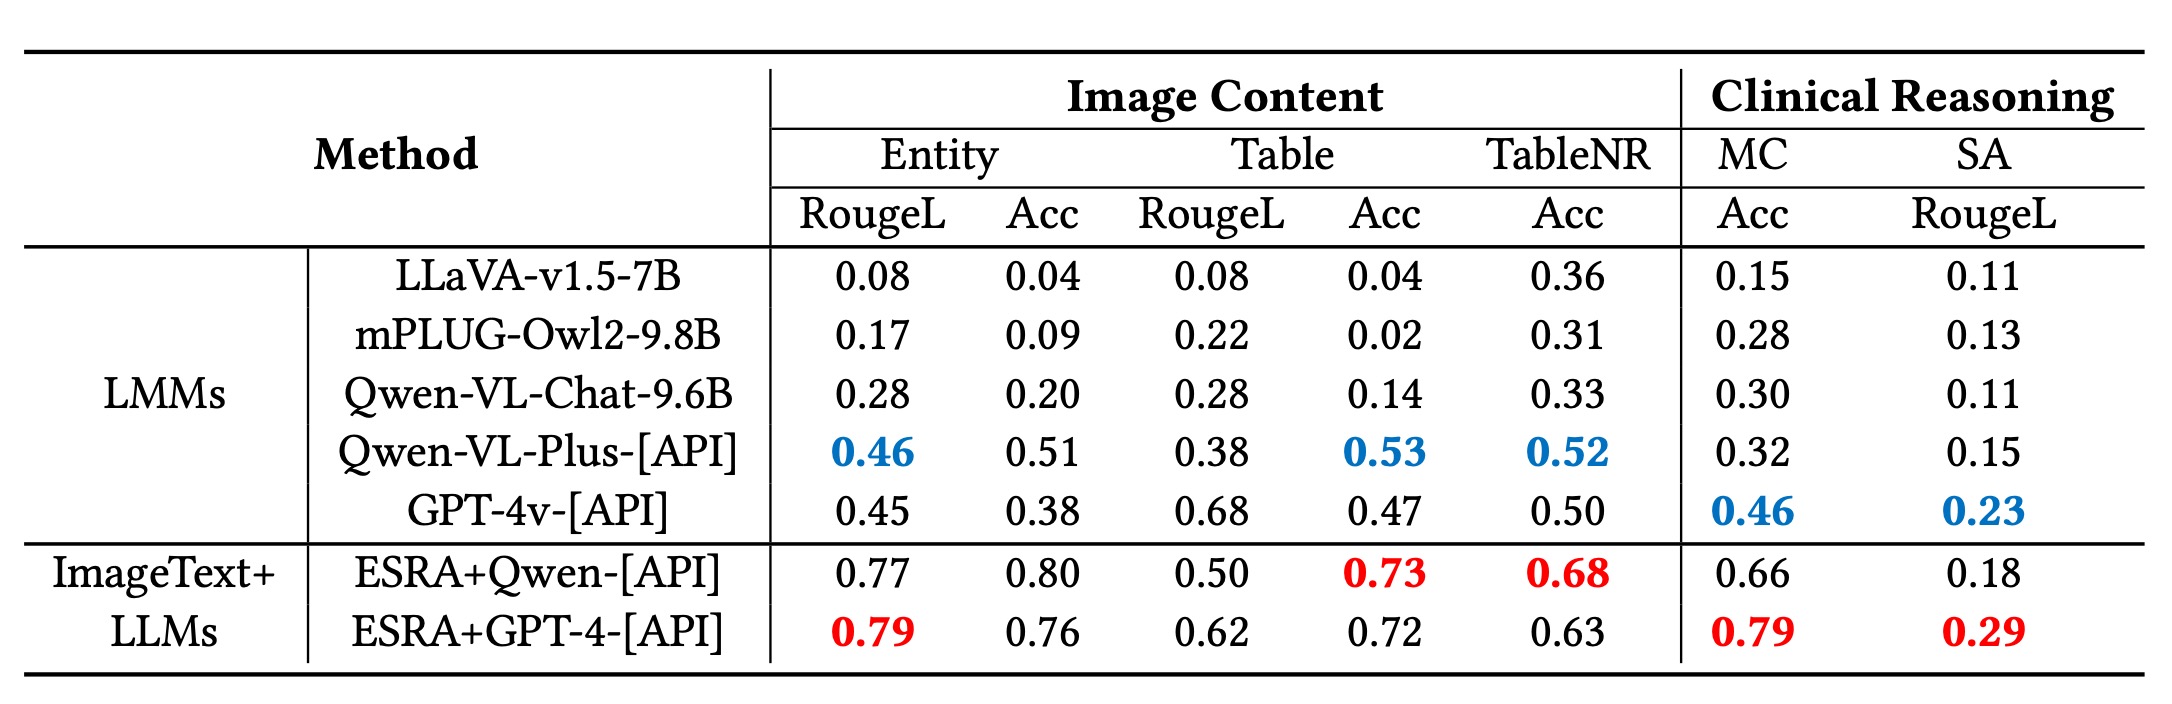 Method Image Content Clinical Reasoning
Entity Table TableNR MC SA
RougeL Acc RougeL Acc Acc Acc RougeL
LMMs
LLaVA-v1.5-7B 0.08 0.04 0.08 0.04 0.36 0.15 0.11
mPLUG-Owl2-9.8B 0.17 0.09 0.22 0.02 0.31 0.28 0.13
Qwen-VL-Chat-9.6B 0.28 0.20 0.28 0.14 0.33 0.30 0.11
Qwen-VL-Plus-[API] 0.46 0.51 0.38 0.53 0.52 0.32 0.15
GPT-4v-[API] 0.45 0.38 0.68 0.47 0.50 0.46 0.23
ImageText+ ESRA+Qwen-[API] 0.77 0.80 0.50 0.73 0.68 0.66 0.18
LLMs ESRA+GPT-4-[API] 0.79 0.76 0.62 0.72 0.63 0.79 0.29